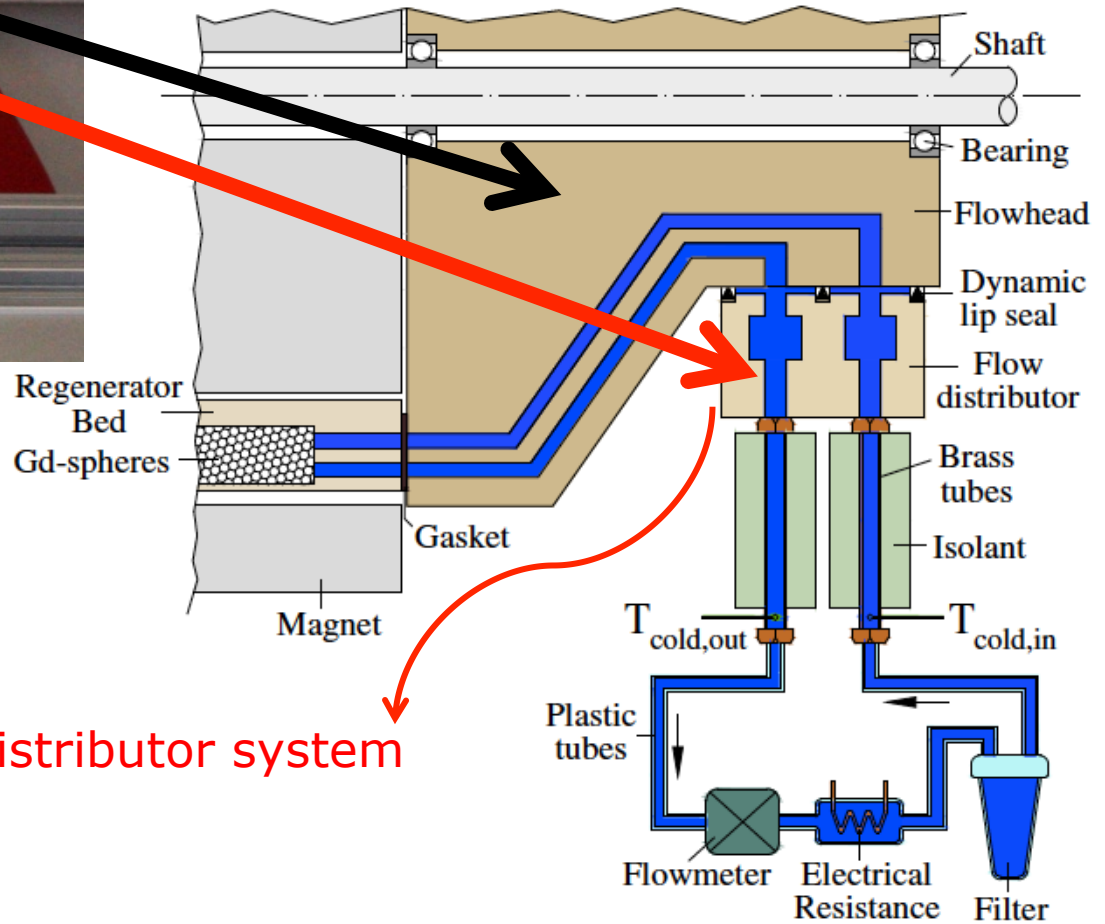 Shaft
Bearing
Flowhead
Dynamic
lip seal
Flow
distributor
Regenerator
Bed
Gd-spheres
Brass
tubes
Gasket
Isolant
Magnet
T cold,out
T cold,in
Plastic
tubes
istributor system
Flowmeter
Electrical
Resistance
Filter